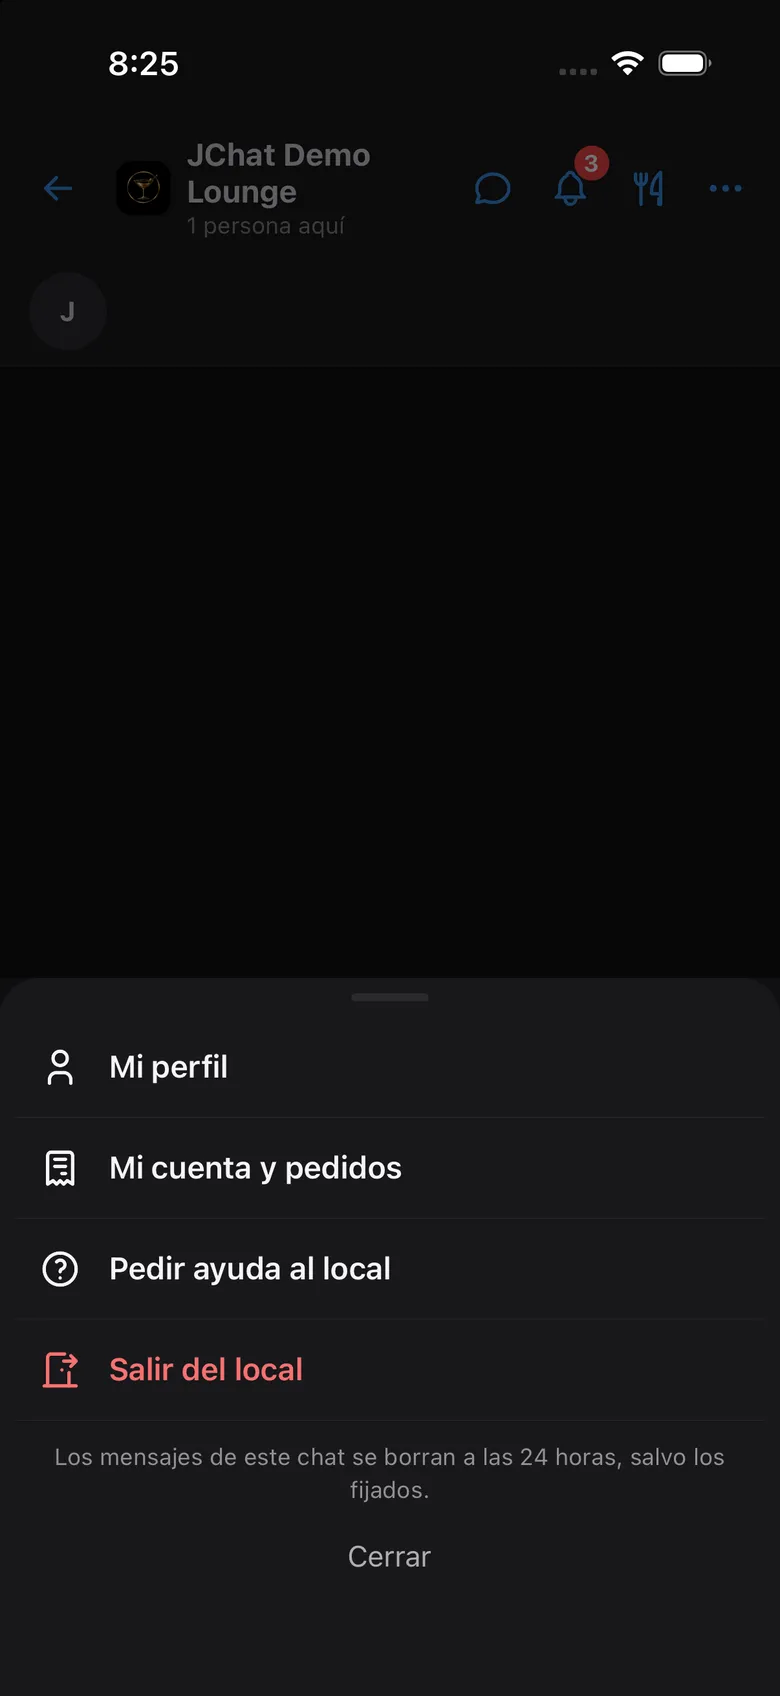 8:25
JChat Demo
Lounge
1 persona aquí
3
J
Mi perfil
Mi cuenta y pedidos
Pedir ayuda al local
Salir del local
Los mensajes de este chat se borran a las 24 horas, salvo los
fijados.
Cerrar